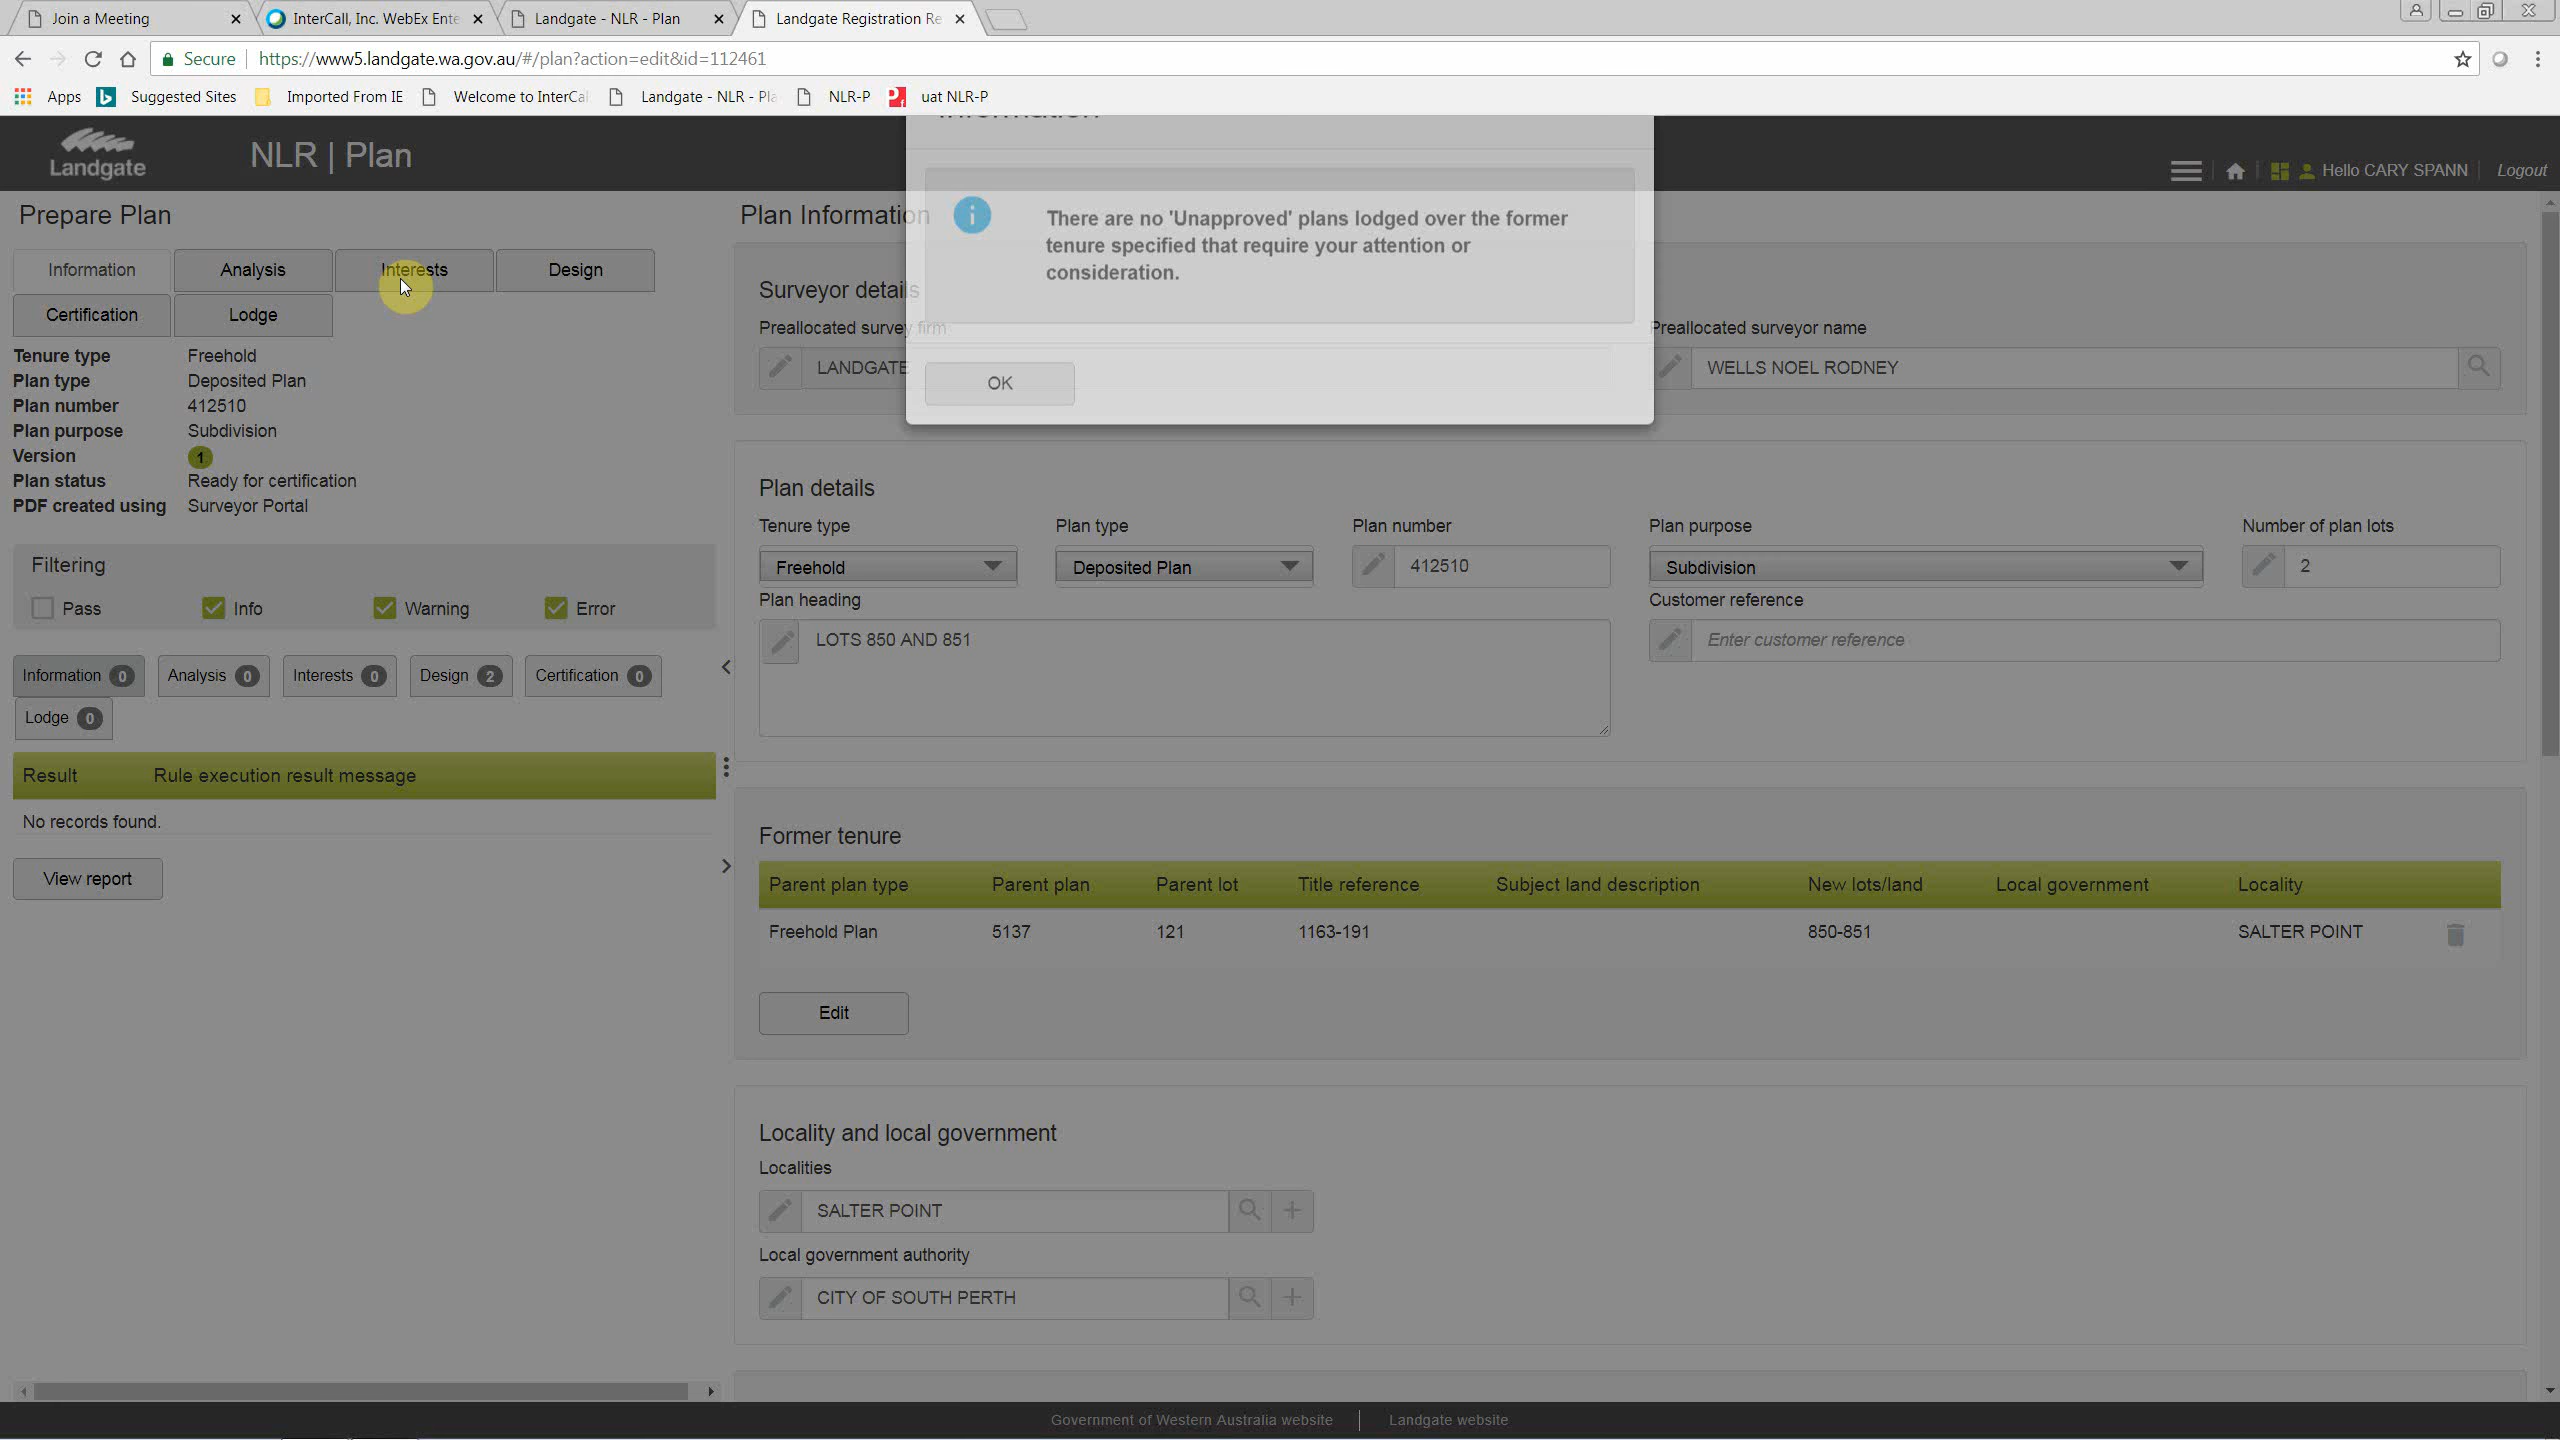 Join a Meeting
InterCall, Inc. WebEx Ente
Landgate - NLR - Plan
Landgate Registration Re
Secure
https://www5.landgate.wa.gov.au/#/plan?action=edit&id=112461
Apps
Suggested Sites
Imported From IE
Welcome to InterCal
Landgate - NLR - Pla
NLR-P
uat NLR-P
Landgate
NLR | Plan
Hello CARY SPANN
Logout
Information
There are no 'Unapproved' plans lodged over the former
tenure specified that require your attention or
consideration.
OK
Prepare Plan
Information
Analysis
Interests
Design
Certification
Lodge
Tenure type Freehold
Plan type Deposited Plan
Plan number 412510
Plan purpose Subdivision
Version 1
Plan status Ready for certification
PDF created using Surveyor Portal
Filtering
Pass
Info
Warning
Error
Information 0
Analysis 0
Interests 0
Design 2
Certification 0
Lodge 0
Result Rule execution result message
No records found.
View report
Plan Information
Surveyor details
Preallocated survey firm
LANDGATE
Preallocated surveyor name
WELLS NOEL RODNEY
Plan details
Tenure type
Plan type
Plan number
Plan purpose
Number of plan lots
Freehold
Deposited Plan
412510
Subdivision
2
Plan heading
Customer reference
LOTS 850 AND 851
Enter customer reference
Former tenure
Parent plan type Parent plan Parent lot Title reference Subject land description New lots/land Local government Locality
Freehold Plan 5137 121 1163-191 850-851 SALTER POINT
Edit
Locality and local government
Localities
SALTER POINT
Local government authority
CITY OF SOUTH PERTH
Government of Western Australia website
Landgate website